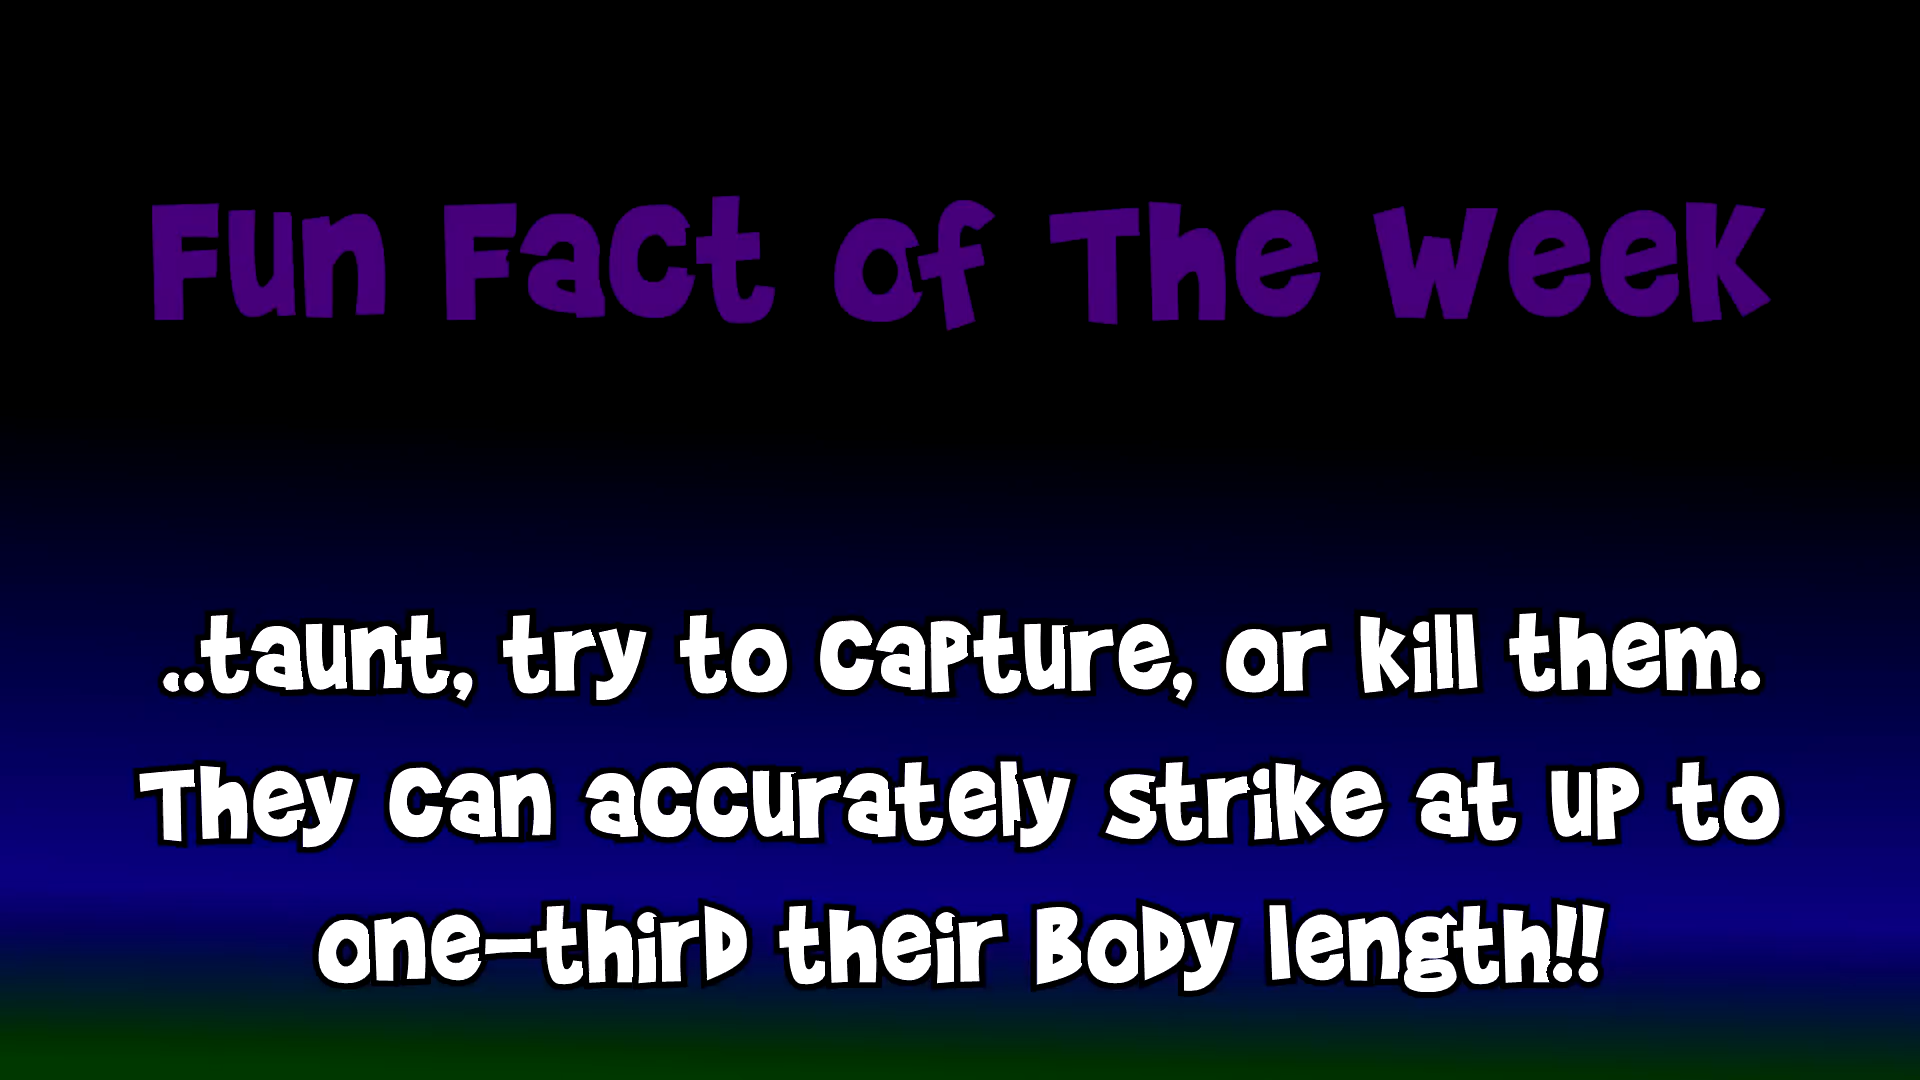 Fun Fact of The Week
..taunt, try to capture, or kill them.
They can accurately strike at up to
one-third their body length!!